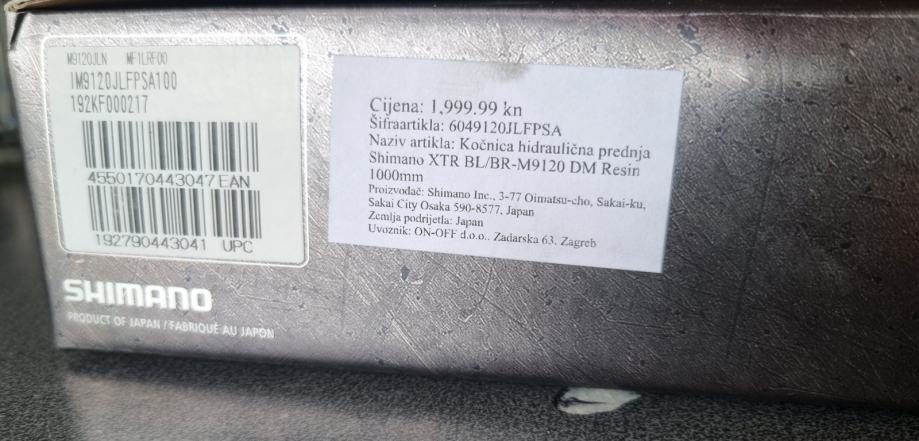 M9120JLN MF1LRF00
IM9120JLFPSA100
192KF000217
4550170443047 EAN
192790443041 UPC
SHIMANO
PRODUCT OF JAPAN / FABRIQUÉ AU JAPON
Cijena: 1,999.99 kn
Šifraartikla: 6049120JLFPSA
Naziv artikla: Kočnica hidraulična prednja
Shimano XTR BL/BR-M9120 DM Resin
1000mm
Proizvođač: Shimano Inc., 3-77 Oimatsu-cho, Sakai-ku,
Sakai City Osaka 590-8577, Japan
Zemlja podrijetla: Japan
Uvoznik: ON-OFF d.o.o.. Zadarska 63, Zagreb